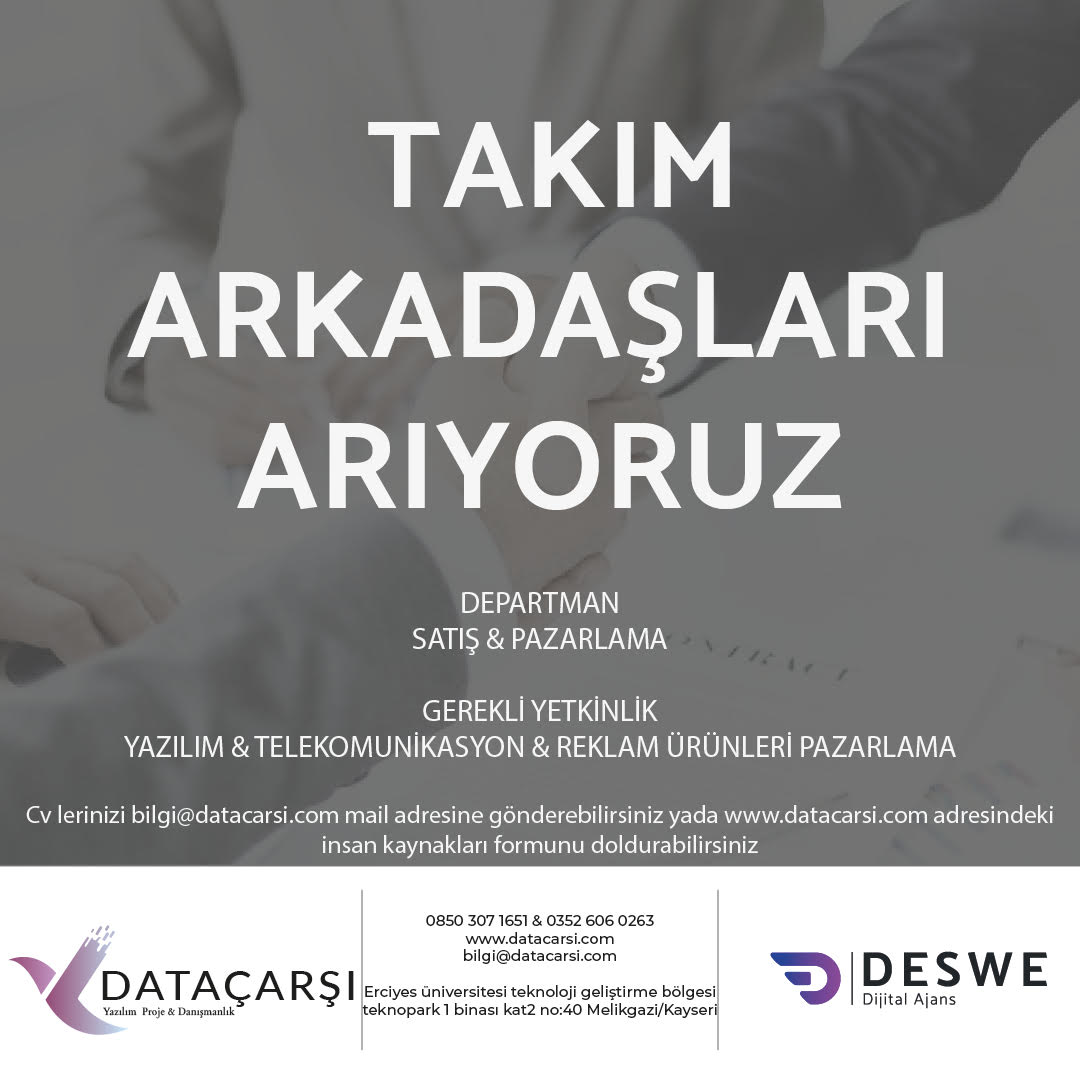 TAKIM
ARKADAŞLARI
ARIYORUZ
DEPARTMAN
SATIŞ & PAZARLAMA
CONTRACT
GEREKLİ YETKİNLİK
YAZILIM & TELEKOMUNİKASYON & REKLAM ÜRÜNLERİ PAZARLAMA
Cv lerinizi bilgi@datacarsi.com mail adresine gönderebilirsiniz yada www.datacarsi.com adresindeki
insan kaynakları formunu doldurabilirsiniz
DATAÇARŞI
Yazılım Proje & Danışmanlık
0850 307 1651 & 0352 606 0263
www.datacarsi.com
bilgi@datacarsi.com
Erciyes üniversitesi teknoloji geliştirme bölgesi
teknopark 1 binası kat2 no:40 Melikgazi/Kayseri
DESWE
Dijital Ajans